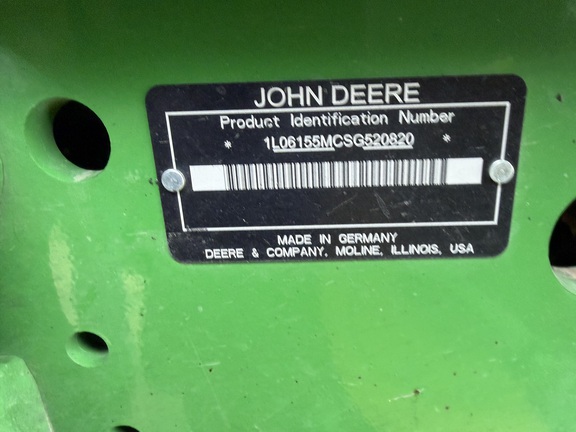 JOHN DEERE
Product Identification Number
* 1L06155MCSG520820 *
MADE IN GERMANY
DEERE & COMPANY, MOLINE, ILLINOIS, USA